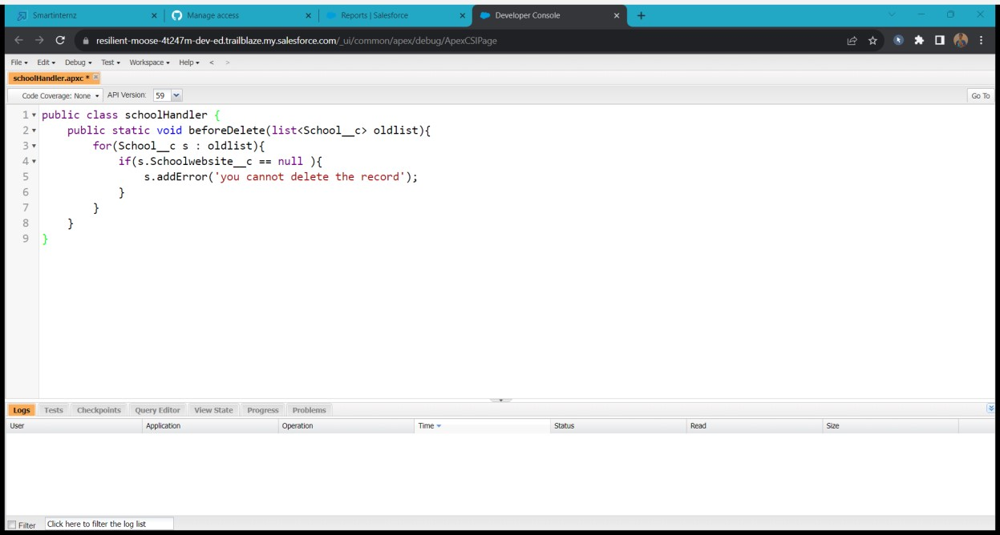 Smartinternz
Manage access
Reports | Salesforce
Developer Console
resilient-moose-4t247m-dev-ed.trailblaze.my.salesforce.com/_ui/common/apex/debug/ApexCSIPage
File Edit Debug Test Workspace Help < >
schoolHandler.apxc *
Code Coverage: None API Version: 59 Go To
1 public class schoolHandler {
2 public static void beforeDelete(list<School__c> oldlist){
3 for(School__c s : oldlist){
4 if(s.Schoolwebsite__c == null ){
5 s.addError('you cannot delete the record');
6 }
7 }
8 }
9 }
Logs Tests Checkpoints Query Editor View State Progress Problems
User Application Operation Time Status Read Size
Filter Click here to filter the log list